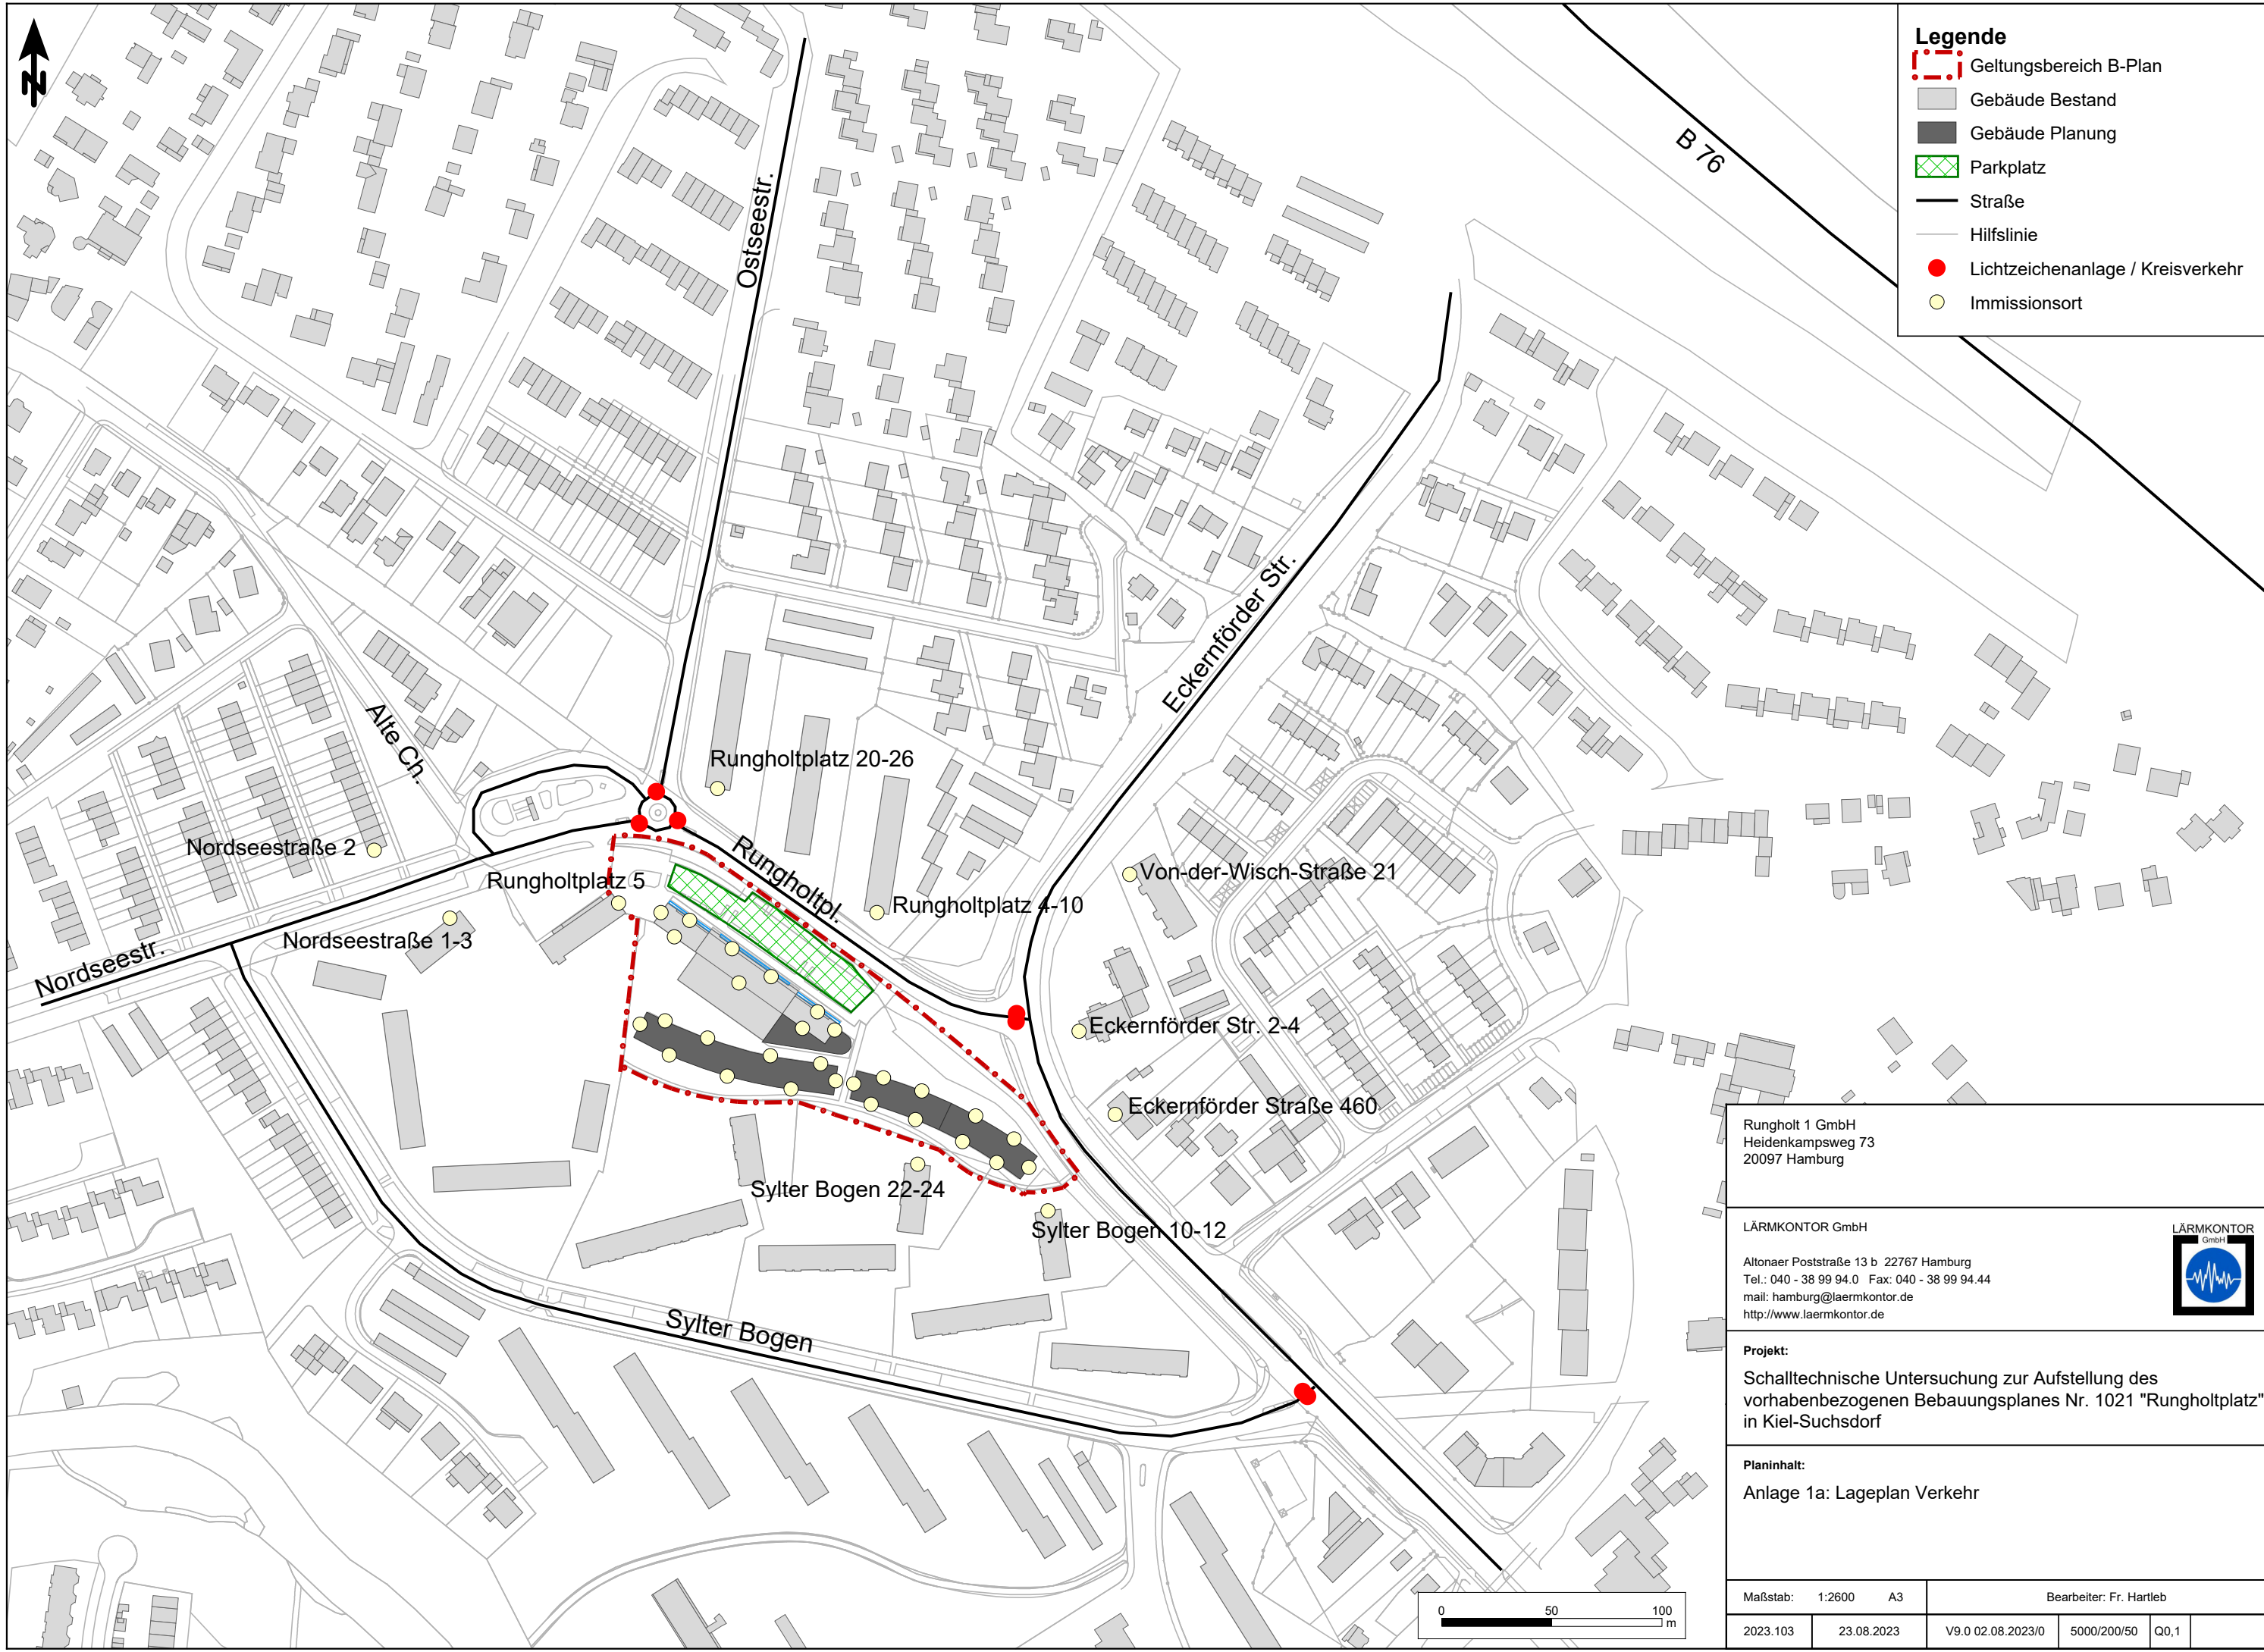 N
Legende
Geltungsbereich B-Plan
Gebäude Bestand
Gebäude Planung
Parkplatz
Straße
Hilfslinie
Lichtzeichenanlage / Kreisverkehr
Immissionsort
B 76
Ostseestr.
Eckernförder Str.
Alte Ch.
Rungholtplatz 20-26
Nordseestraße 2
Rungholtpl.
Von-der-Wisch-Straße 21
Rungholtplatz 5
Rungholtplatz 4-10
Nordseestraße 1-3
Nordseestr.
Eckernförder Str. 2-4
Eckernförder Straße 460
Sylter Bogen 22-24
Sylter Bogen 10-12
Sylter Bogen
0 50 100
m
Rungholt 1 GmbH
Heidenkampsweg 73
20097 Hamburg
LÄRMKONTOR GmbH
Altonaer Poststraße 13 b 22767 Hamburg
Tel.: 040 - 38 99 94.0 Fax: 040 - 38 99 94.44
mail: hamburg@laermkontor.de
http://www.laermkontor.de
LÄRMKONTOR
GmbH
Projekt:
Schalltechnische Untersuchung zur Aufstellung des
vorhabenbezogenen Bebauungsplanes Nr. 1021 "Rungholtplatz"
in Kiel-Suchsdorf
Planinhalt:
Anlage 1a: Lageplan Verkehr
Maßstab: 1:2600 A3 Bearbeiter: Fr. Hartleb
2023.103 23.08.2023 V9.0 02.08.2023/0 5000/200/50 Q0,1